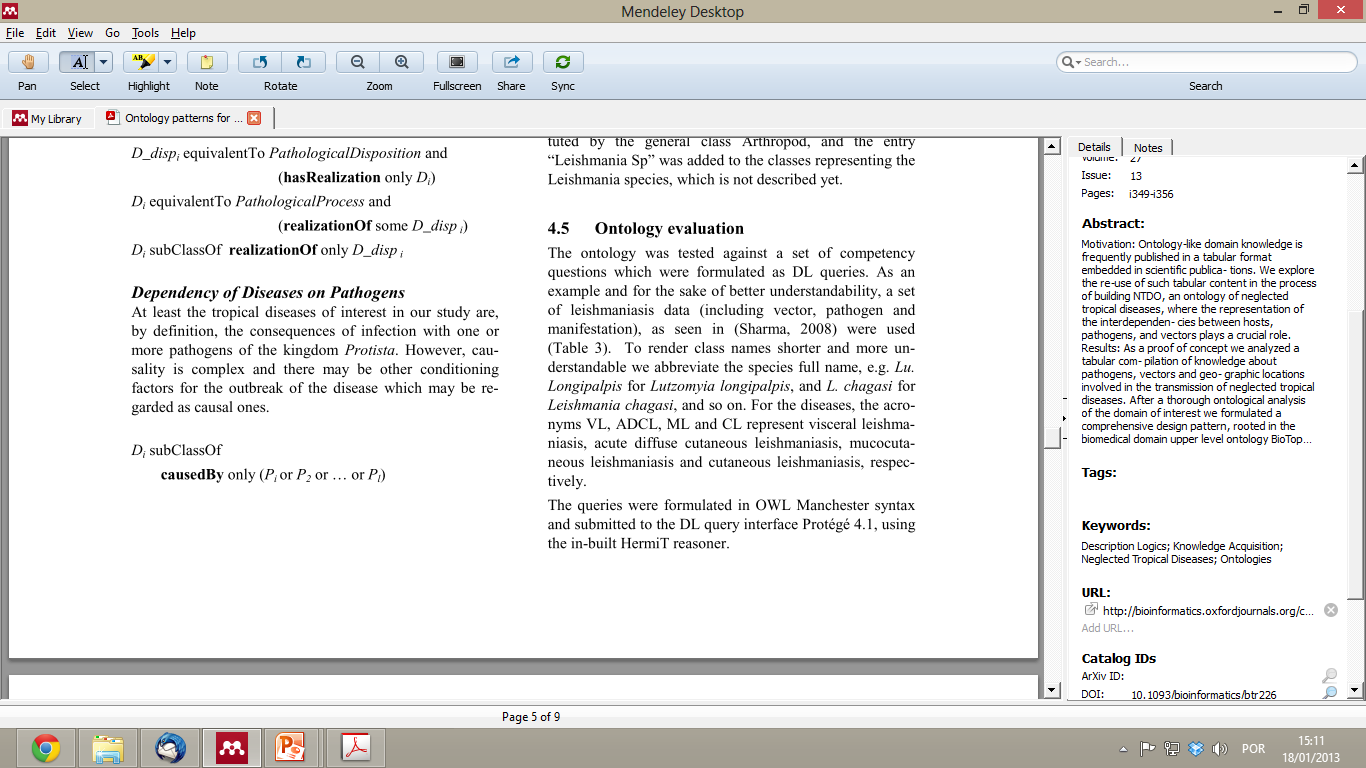 Mendeley Desktop
File Edit View Go Tools Help
Pan Select Highlight Note Rotate Zoom Fullscreen Share Sync
Search...
Search
My Library
Ontology patterns for ...
D_dispi equivalentTo PathologicalDisposition and
(hasRealization only Di)
Di equivalentTo PathologicalProcess and
(realizationOf some D_disp i)
Di subClassOf realizationOf only D_disp i
Dependency of Diseases on Pathogens
At least the tropical diseases of interest in our study are,
by definition, the consequences of infection with one or
more pathogens of the kingdom Protista. However, cau-
sality is complex and there may be other conditioning
factors for the outbreak of the disease which may be re-
garded as causal ones.
Di subClassOf
causedBy only (Pi or P2 or … or Pl)
tuted by the general class Arthropod, and the entry
“Leishmania Sp” was added to the classes representing the
Leishmania species, which is not described yet.
4.5 Ontology evaluation
The ontology was tested against a set of competency
questions which were formulated as DL queries. As an
example and for the sake of better understandability, a set
of leishmaniasis data (including vector, pathogen and
manifestation), as seen in (Sharma, 2008) were used
(Table 3). To render class names shorter and more un-
derstandable we abbreviate the species full name, e.g. Lu.
Longipalpis for Lutzomyia longipalpis, and L. chagasi for
Leishmania chagasi, and so on. For the diseases, the acro-
nyms VL, ADCL, ML and CL represent visceral leishma-
niasis, acute diffuse cutaneous leishmaniasis, mucocuta-
neous leishmaniasis and cutaneous leishmaniasis, respec-
tively.
The queries were formulated in OWL Manchester syntax
and submitted to the DL query interface Protégé 4.1, using
the in-built HermiT reasoner.
Details Notes
Volume: 27
Issue: 13
Pages: i349-i356
Abstract:
Motivation: Ontology-like domain knowledge is
frequently published in a tabular format
embedded in scientific publica- tions. We explore
the re-use of such tabular content in the process
of building NTDO, an ontology of neglected
tropical diseases, where the representation of
the interdependen- cies between hosts,
pathogens, and vectors plays a crucial role.
Results: As a proof of concept we analyzed a
tabular com- pilation of knowledge about
pathogens, vectors and geo- graphic locations
involved in the transmission of neglected tropical
diseases. After a thorough ontological analysis
of the domain of interest we formulated a
comprehensive design pattern, rooted in the
biomedical domain upper level ontology BioTop...
Tags:
Keywords:
Description Logics; Knowledge Acquisition;
Neglected Tropical Diseases; Ontologies
URL:
http://bioinformatics.oxfordjournals.org/c...
Add URL...
Catalog IDs
ArXiv ID:
DOI: 10.1093/bioinformatics/btr226
Page 5 of 9
POR
15:11
18/01/2013